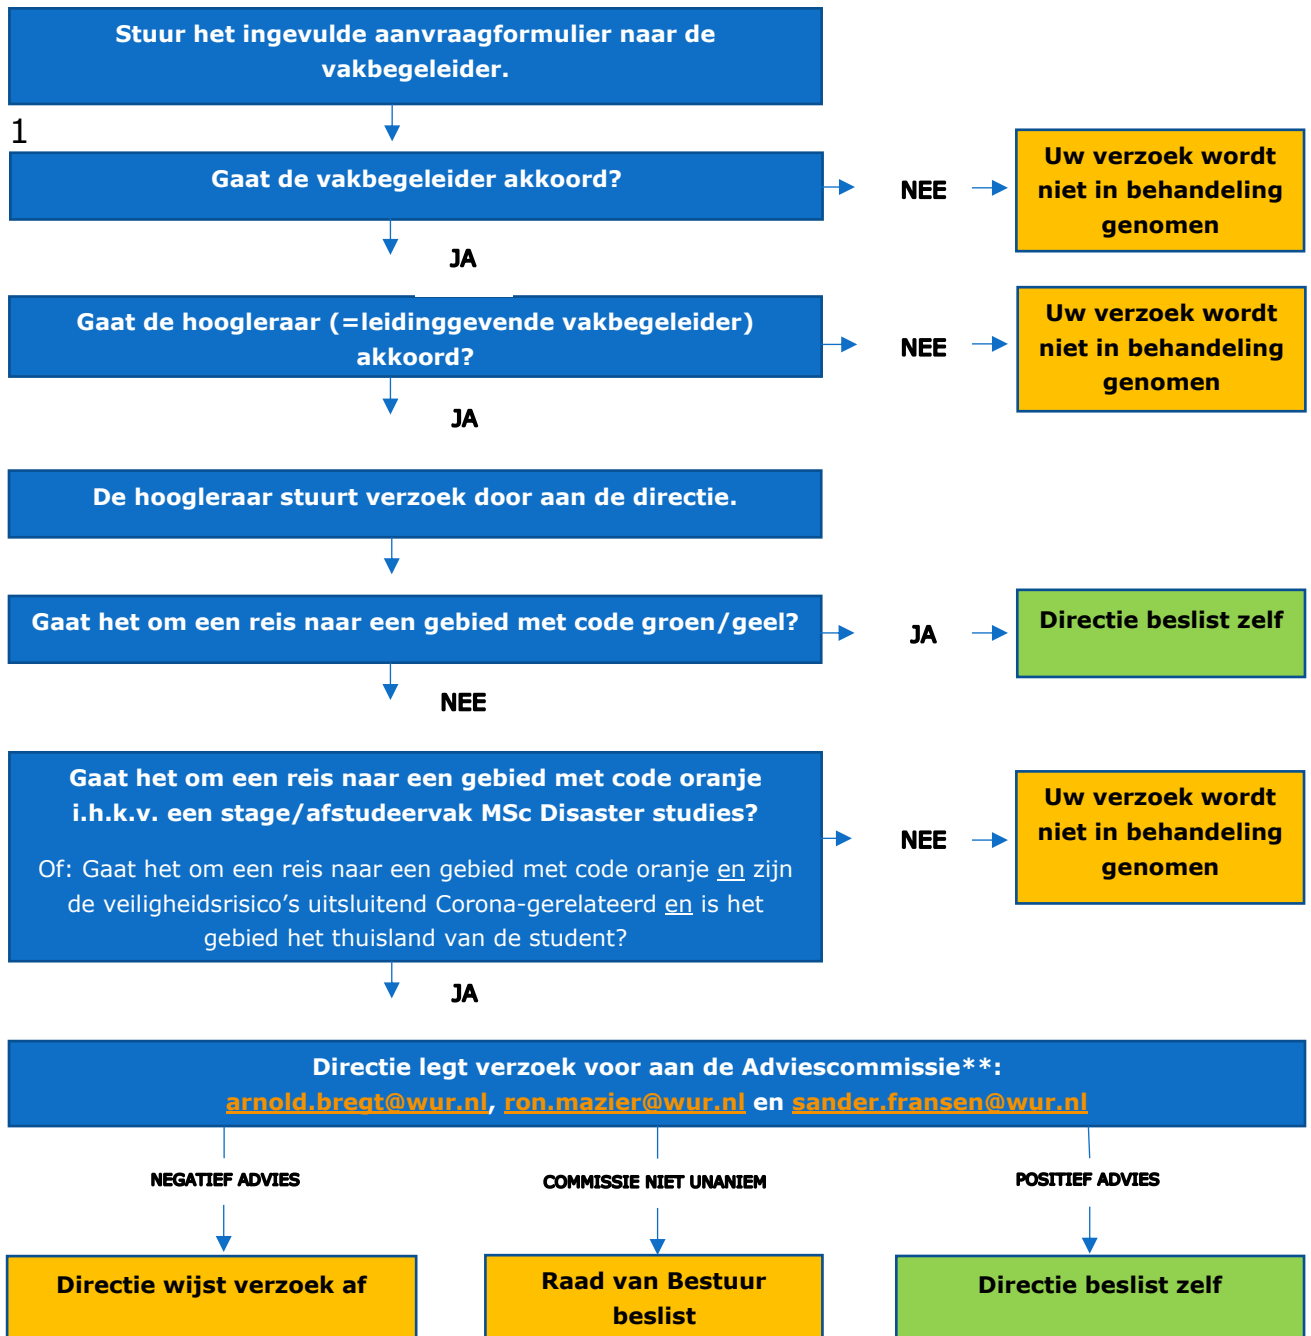 Stuur het ingevulde aanvraagformulier naar de
vakbegeleider.
1
Gaat de vakbegeleider akkoord?
NEE
Uw verzoek wordt
niet in behandeling
genomen
JA
Gaat de hoogleraar (=leidinggevende vakbegeleider)
akkoord?
NEE
Uw verzoek wordt
niet in behandeling
genomen
JA
De hoogleraar stuurt verzoek door aan de directie.
Gaat het om een reis naar een gebied met code groen/geel?
JA
Directie beslist zelf
NEE
Gaat het om een reis naar een gebied met code oranje
i.h.k.v. een stage/afstudeervak MSc Disaster studies?
Of: Gaat het om een reis naar een gebied met code oranje en zijn
de veiligheidsrisico's uitsluitend Corona-gerelateerd en is het
gebied het thuisland van de student?
NEE
Uw verzoek wordt
niet in behandeling
genomen
JA
Directie legt verzoek voor aan de Adviescommissie**:
arnold.bregt@wur.nl, ron.mazier@wur.nl en sander.fransen@wur.nl
NEGATIEF ADVIES
COMMISSIE NIET UNANIEM
POSITIEF ADVIES
Directie wijst verzoek af
Raad van Bestuur
beslist
Directie beslist zelf